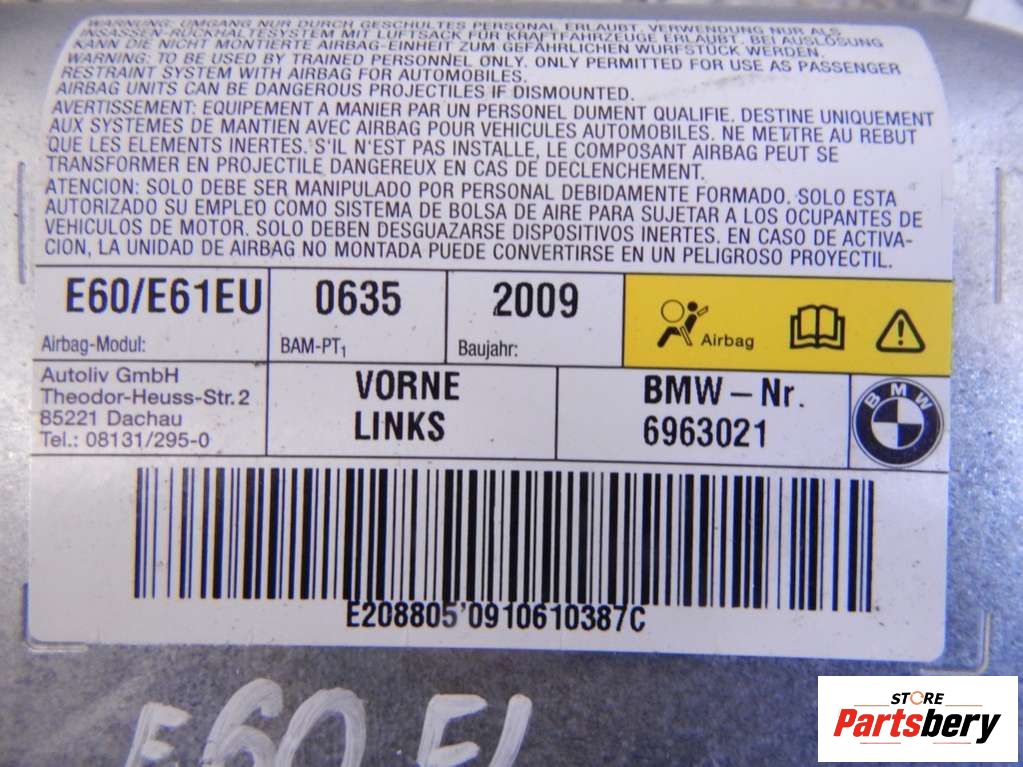 WARNUNG: UMGANG NUR DURCH GESCHULTES PERSONAL ERLAUBT. VERWENDUNG NUR ALS
INSASSEN-RÜCKHALTESYSTEM MIT LUFTSACK FÜR KRAFTFAHRZEUGE ERLAUBT. BEI AUSLÖSUNG
KANN DIE NICHT MONTIERTE AIRBAG-EINHEIT ZUM GEFÄHRLICHEN WURFSTÜCK WERDEN.
WARNING: TO BE USED BY TRAINED PERSONNEL ONLY. ONLY PERMITTED FOR USE AS PASSENGER
RESTRAINT SYSTEM WITH AIRBAG FOR AUTOMOBILES.
AIRBAG UNITS CAN BE DANGEROUS PROJECTILES IF DISMOUNTED.
AVERTISSEMENT: EQUIPEMENT A MANIER PAR UN PERSONEL DUMENT QUALIFIE. DESTINE UNIQUEMENT
AUX SYSTEMES DE MANTIEN AVEC AIRBAG POUR VEHICULES AUTOMOBILES. NE METTRE AU REBUT
QUE LES ELEMENTS INERTES. S'IL N'EST PAS INSTALLE, LE COMPOSANT AIRBAG PEUT SE
TRANSFORMER EN PROJECTILE DANGEREUX EN CAS DE DECLENCHEMENT.
ATENCION: SOLO DEBE SER MANIPULADO POR PERSONAL DEBIDAMENTE FORMADO. SOLO ESTA
AUTORIZADO SU EMPLEO COMO SISTEMA DE BOLSA DE AIRE PARA SUJETAR A LOS OCUPANTES DE
VEHICULOS DE MOTOR. SOLO DEBEN DESGUAZARSE DISPOSITIVOS INERTES. EN CASO DE ACTIVA-
CION, LA UNIDAD DE AIRBAG NO MONTADA PUEDE CONVERTIRSE EN UN PELIGROSO PROYECTIL.
E60/E61EU 0635 2009
Airbag-Modul: BAM-PT1 Baujahr: Airbag
Autoliv GmbH
Theodor-Heuss-Str. 2
85221 Dachau
Tel.: 08131/295-0
VORNE
LINKS
BMW – Nr.
6963021
BMW
E208805'0910610387C
E60 E1
STORE
Partsbery